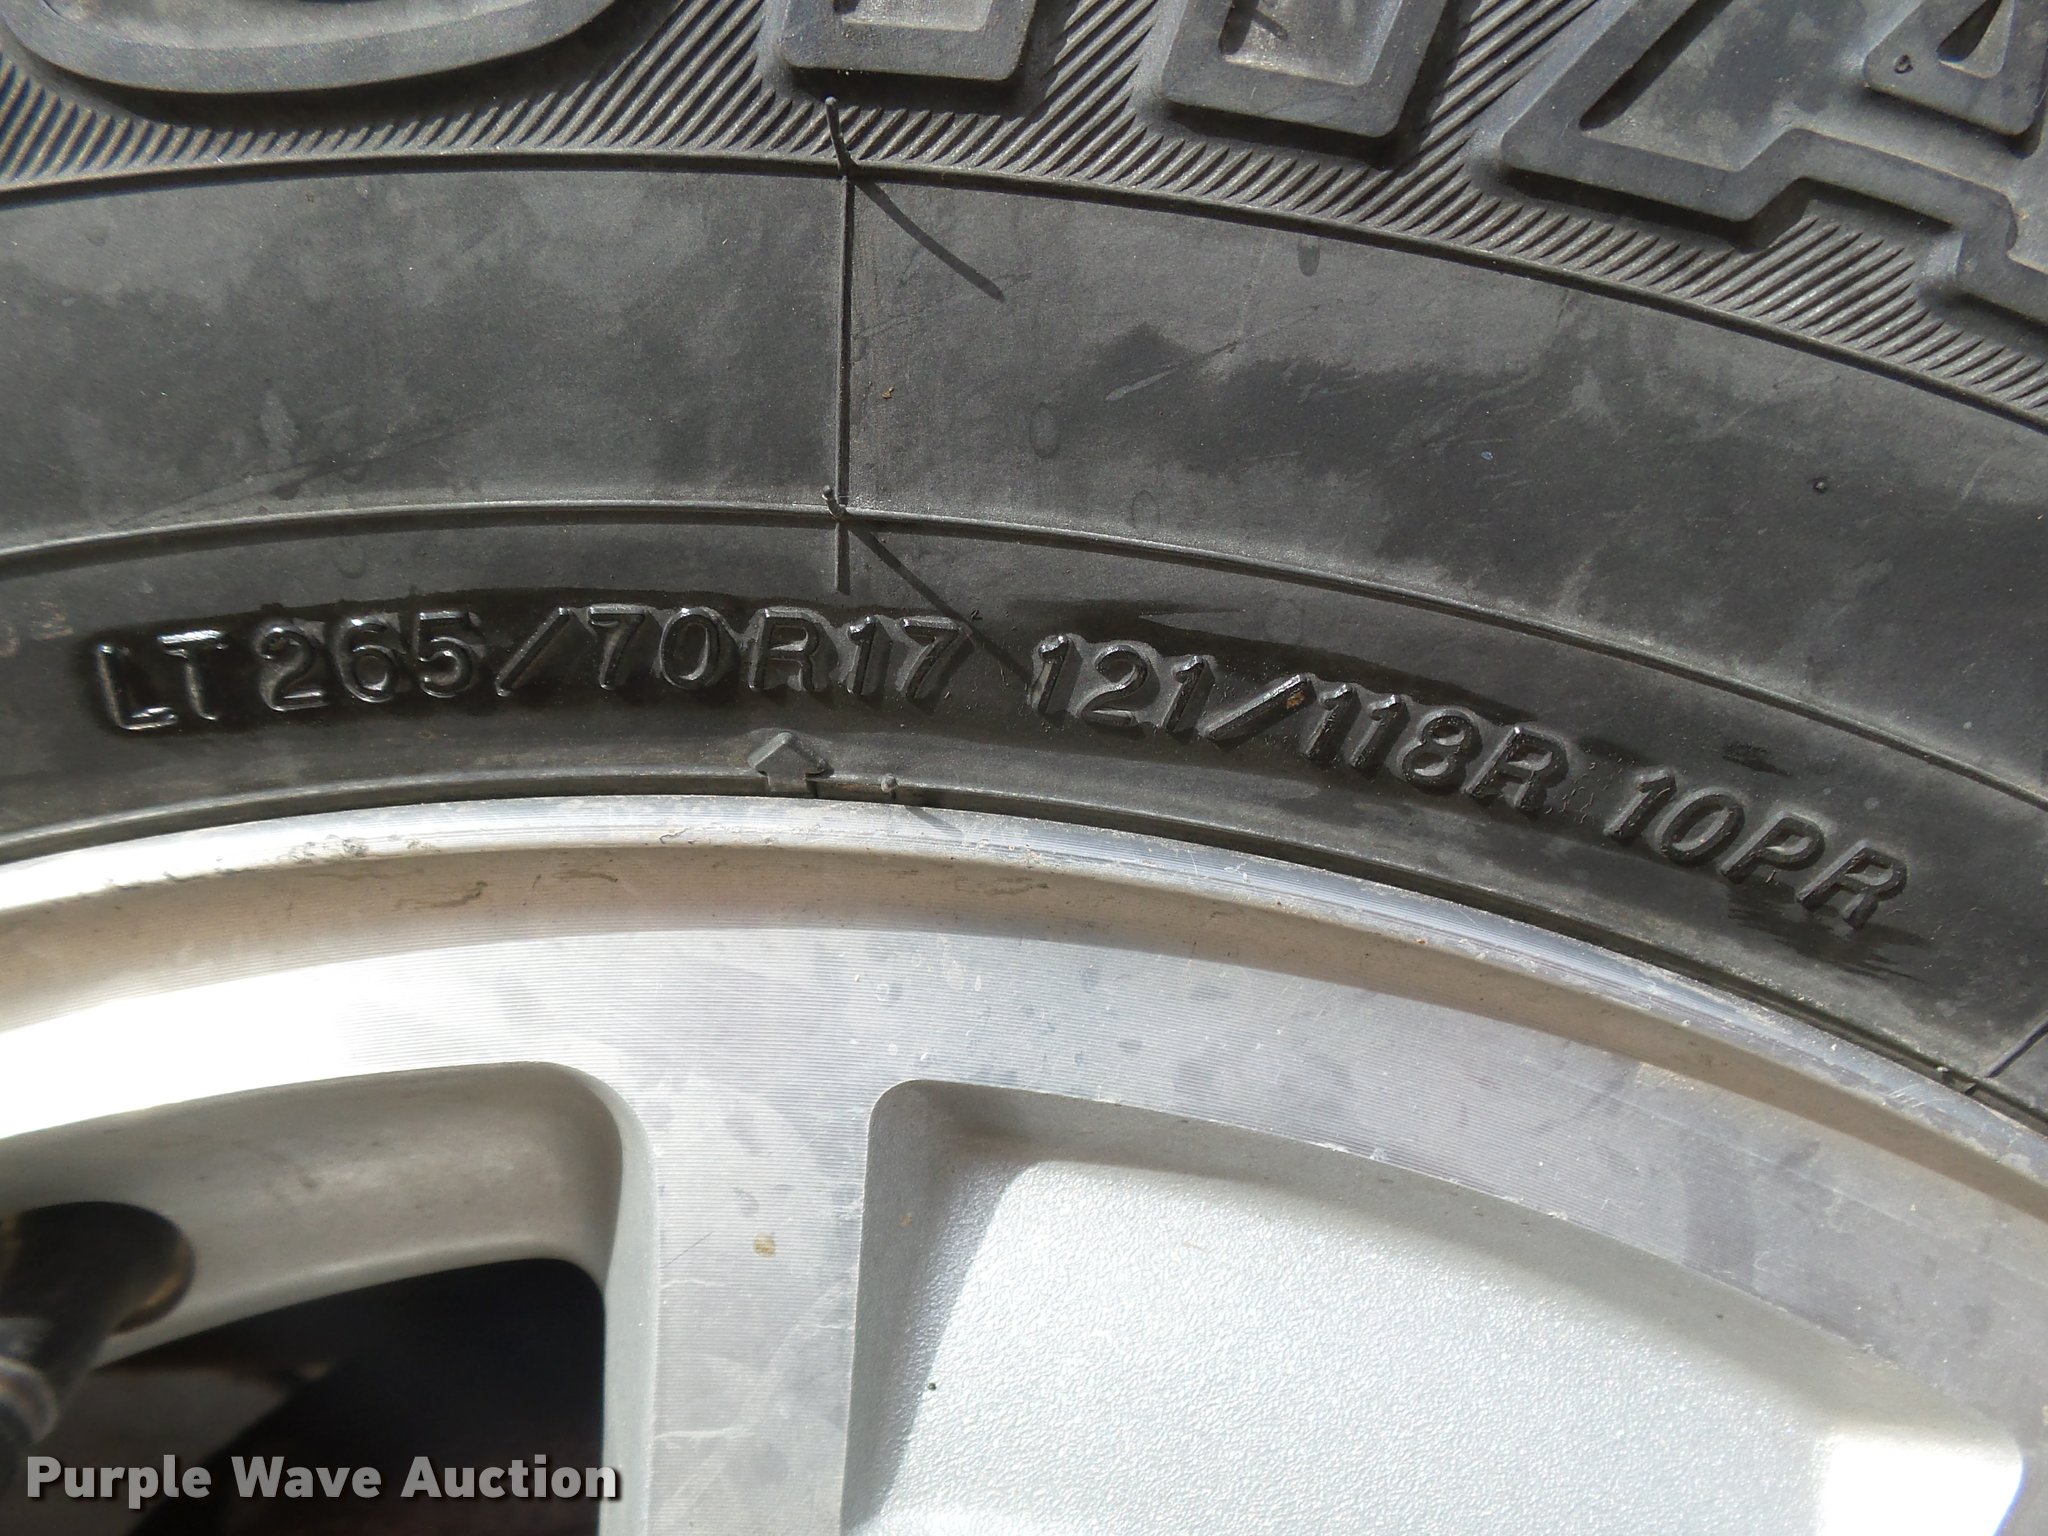 LT265/70R17 121/118R 10PR
Purple Wave Auction